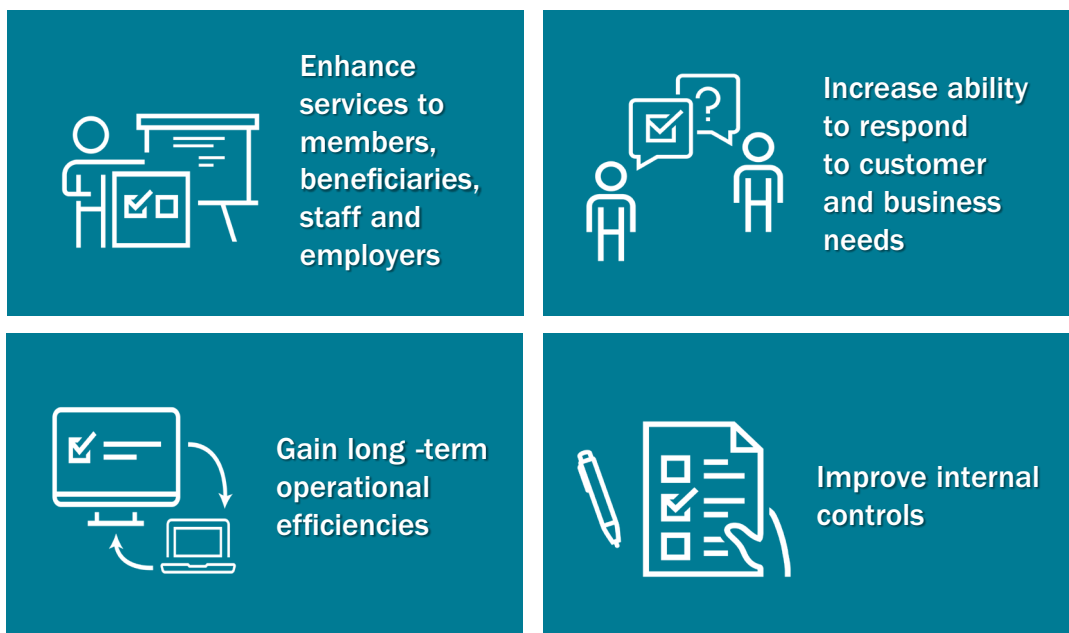 Enhance
services to
members,
beneficiaries,
staff and
employers
Increase ability
to respond
to customer
and business
needs
Gain long -term
operational
efficiencies
Improve internal
controls